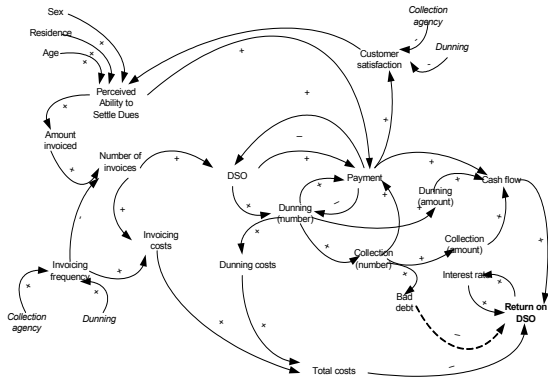 Sex
Residence
Age
Collection
agency
Dunning
Customer
satisfaction
Perceived
Ability to
Settle Dues
Amount
invoiced
Number of
invoices
DSO
Payment
Cash flow
Dunning
(amount)
Dunning
(number)
Invoicing
costs
Collection
(number)
Collection
(amount)
Invoicing
frequency
Dunning costs
Interest rate
Bad
debt
Return on
DSO
Collection
agency
Dunning
Total costs